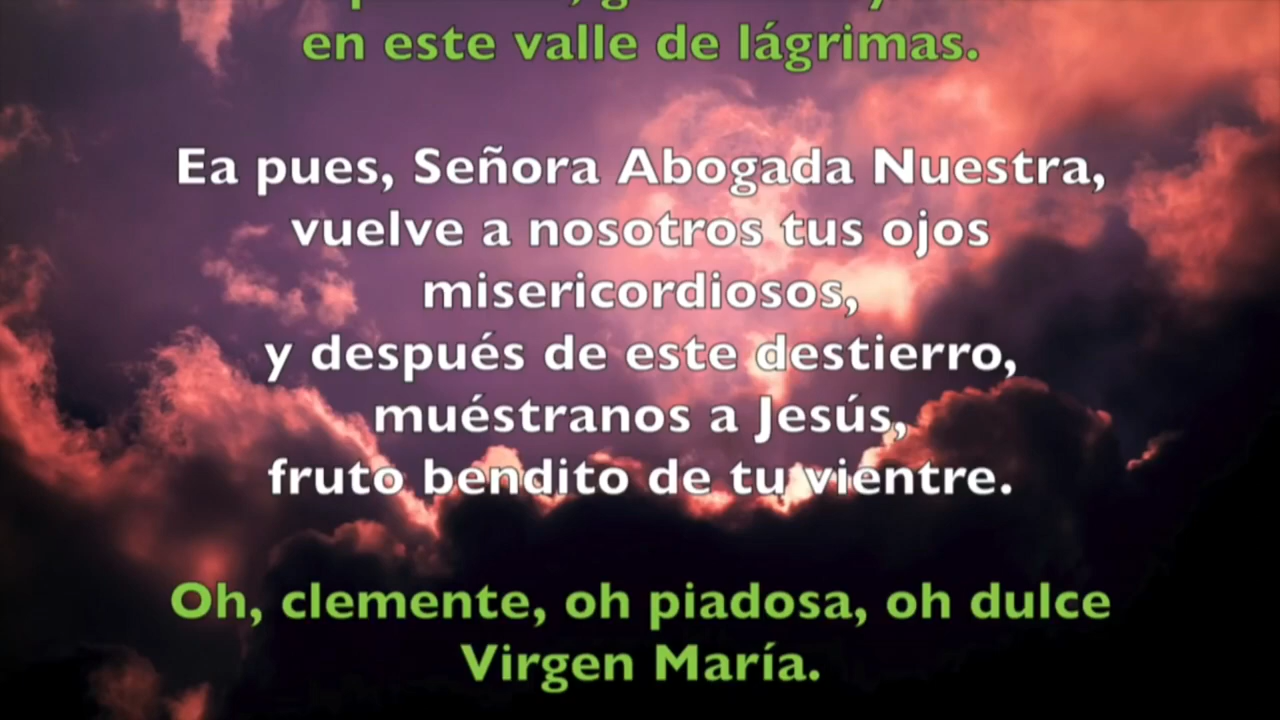 en este valle de lágrimas.
Ea pues, Señora Abogada Nuestra,
vuelve a nosotros tus ojos
misericordiosos,
y después de este destierro,
muéstranos a Jesús,
fruto bendito de tu vientre.
Oh, clemente, oh piadosa, oh dulce
Virgen María.